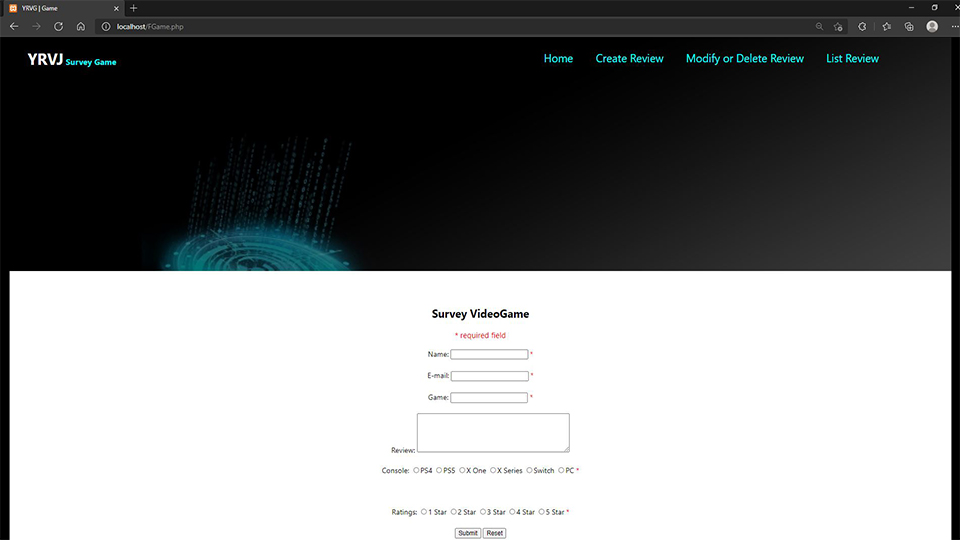 YRVG | Game
localhost/FGame.php
YRVJ Survey Game
Home Create Review Modify or Delete Review List Review
Survey VideoGame
* required field
Name: *
E-mail: *
Game: *
Review:
Console: PS4 PS5 X One X Series Switch PC *
Ratings: 1 Star 2 Star 3 Star 4 Star 5 Star *
Submit Reset